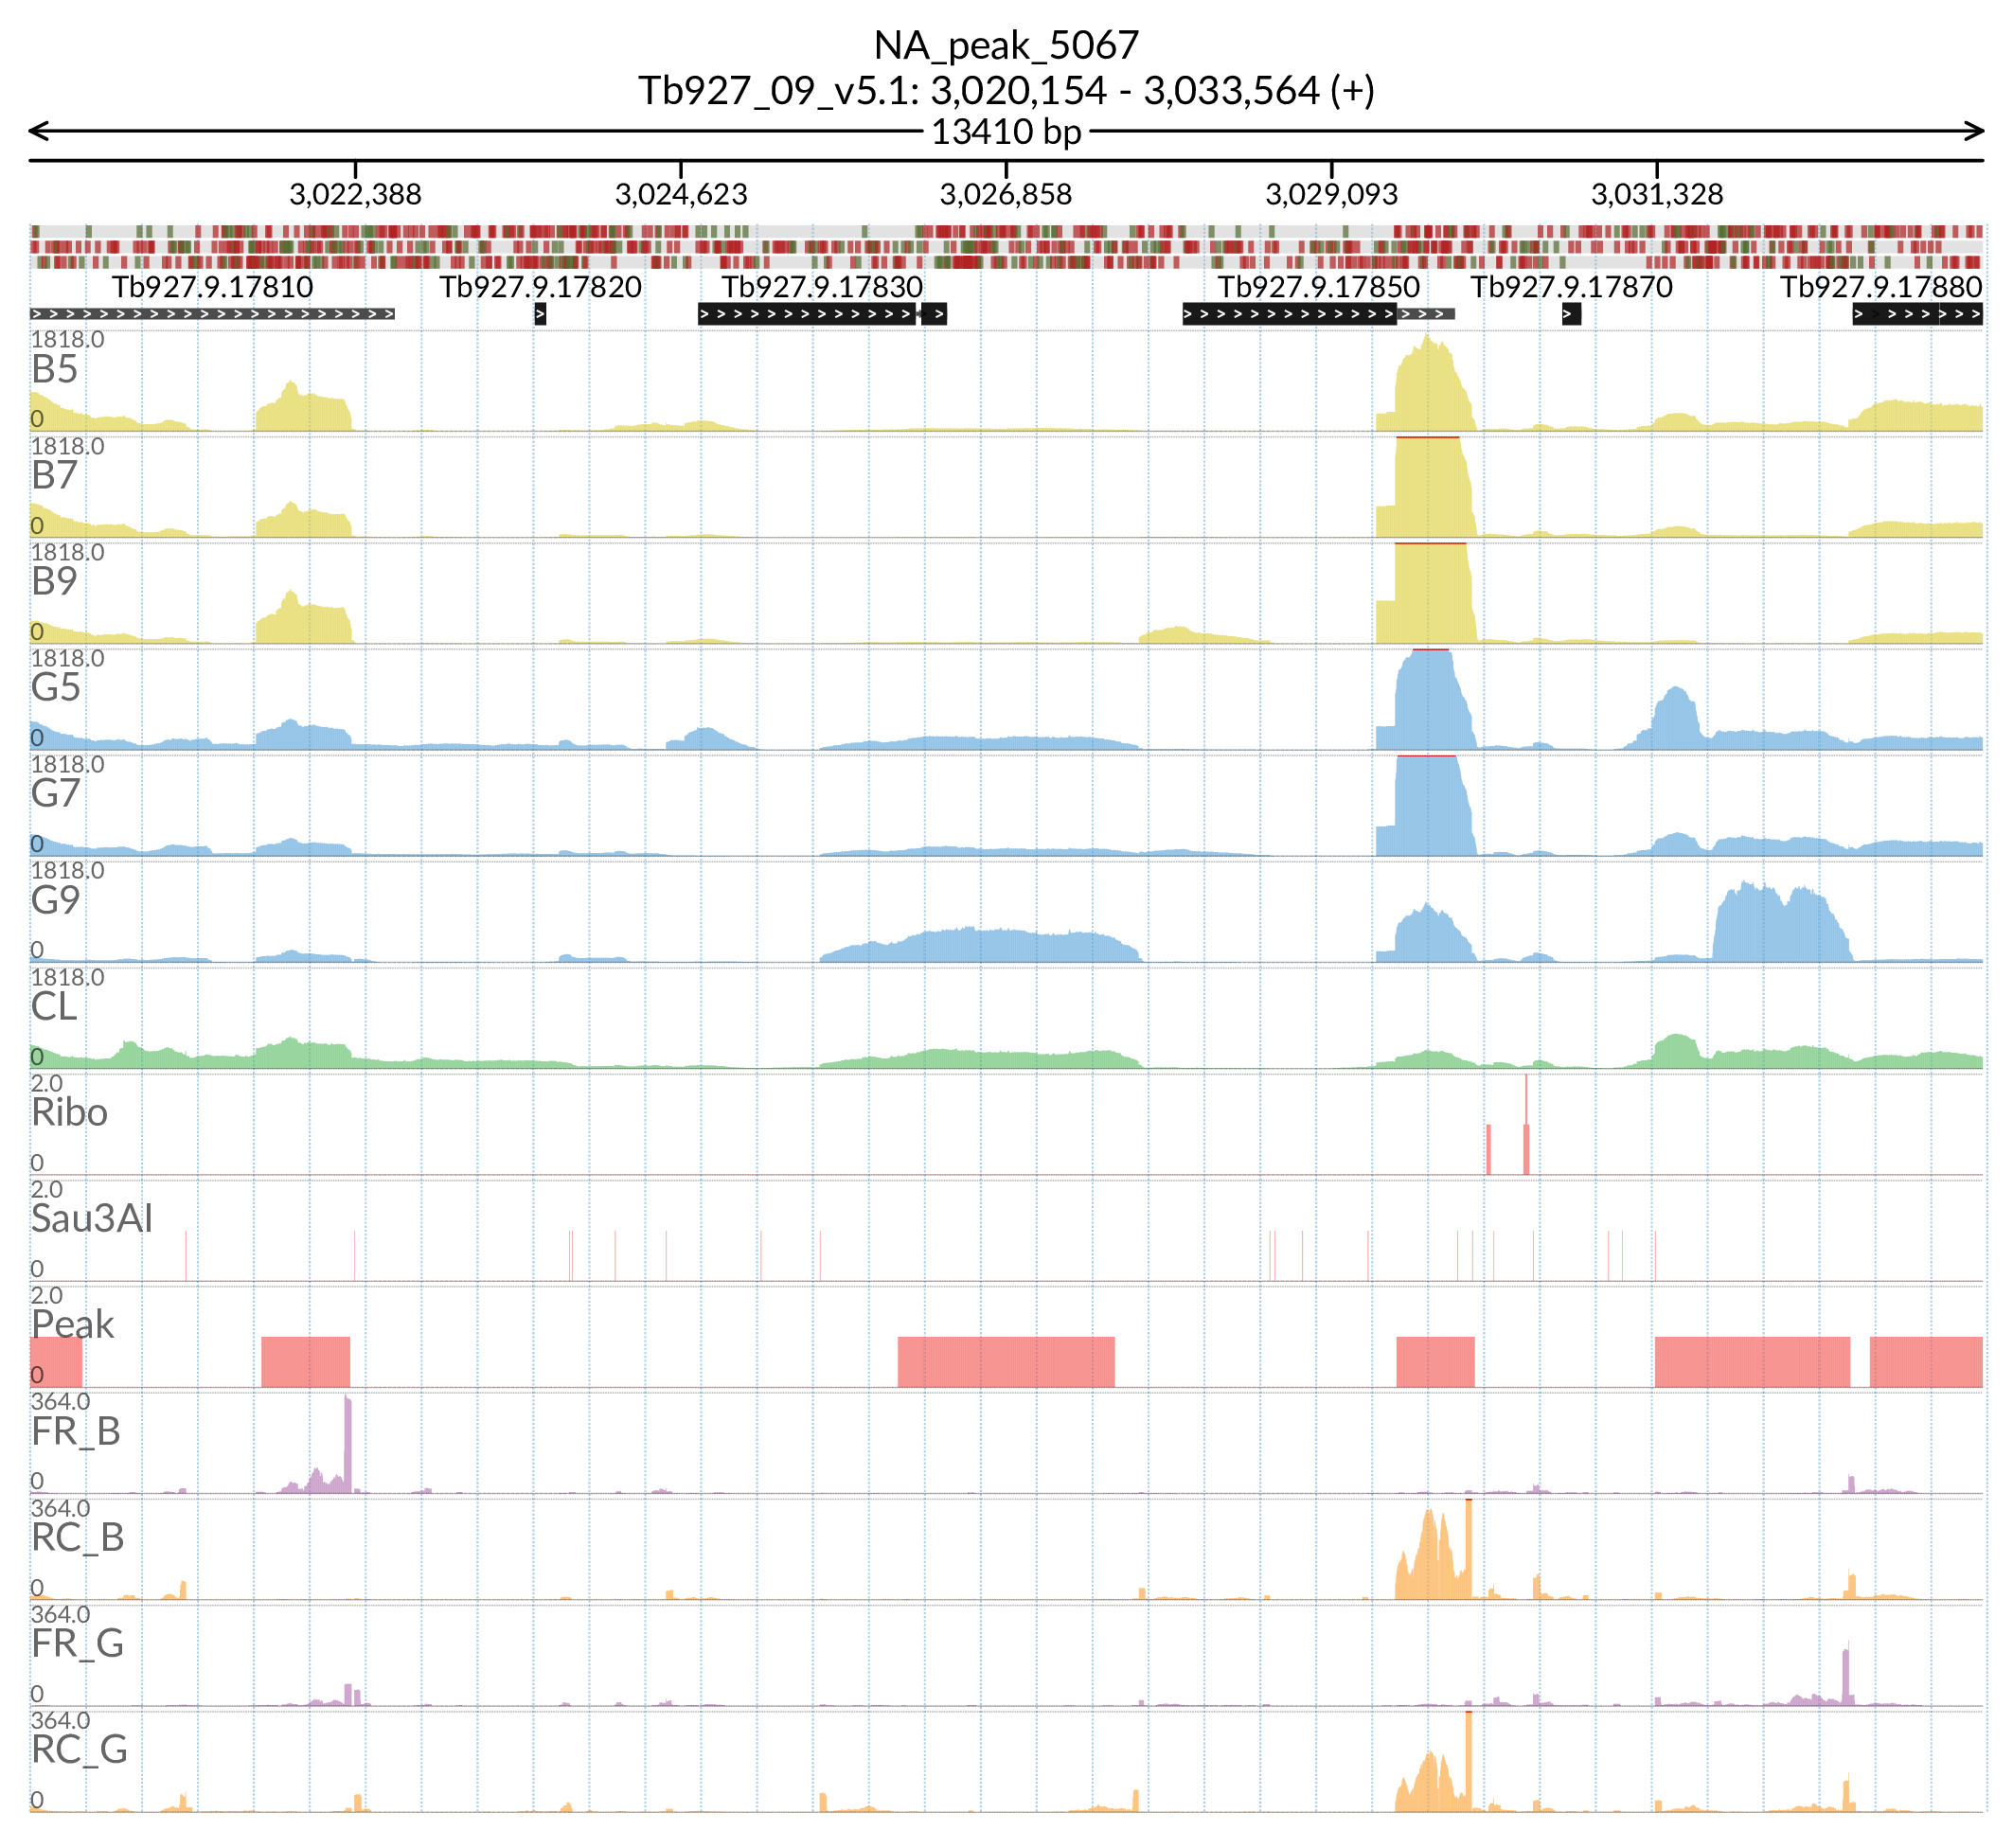 NA_peak_5067
Tb927_09_v5.1: 3,020,154 - 3,033,564 (+)
13410 bp
3,022,388 3,024,623 3,026,858 3,029,093 3,031,328
Tb927.9.17810 Tb927.9.17820 Tb927.9.17830 Tb927.9.17850 Tb927.9.17870 Tb927.9.17880
1818.0
B5
0
1818.0
B7
0
1818.0
B9
0
1818.0
G5
0
1818.0
G7
0
1818.0
G9
0
1818.0
CL
0
2.0
Ribo
0
2.0
Sau3AI
0
2.0
Peak
0
364.0
FR_B
0
364.0
RC_B
0
364.0
FR_G
0
364.0
RC_G
0